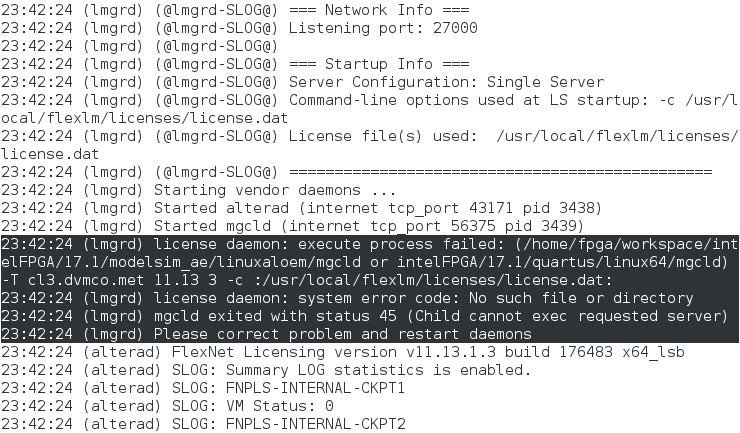 23:42:24 (lmgrd) (@lmgrd-SLOG@) === Network Info ===
23:42:24 (lmgrd) (@lmgrd-SLOG@) Listening port: 27000
23:42:24 (lmgrd) (@lmgrd-SLOG@)
23:42:24 (lmgrd) (@lmgrd-SLOG@) === Startup Info ===
23:42:24 (lmgrd) (@lmgrd-SLOG@) Server Configuration: Single Server
23:42:24 (lmgrd) (@lmgrd-SLOG@) Command-line options used at LS startup: -c /usr/l
ocal/flexlm/licenses/license.dat
23:42:24 (lmgrd) (@lmgrd-SLOG@) License file(s) used:  /usr/local/flexlm/licenses/
license.dat
23:42:24 (lmgrd) (@lmgrd-SLOG@) ===============================================
23:42:24 (lmgrd) Starting vendor daemons ...
23:42:24 (lmgrd) Started alterad (internet tcp_port 43171 pid 3438)
23:42:24 (lmgrd) Started mgcld (internet tcp_port 56375 pid 3439)
23:42:24 (lmgrd) license daemon: execute process failed: (/home/fpga/workspace/int
elFPGA/17.1/modelsim_ae/linuxaloem/mgcld or intelFPGA/17.1/quartus/linux64/mgcld)
-T cl3.dvmco.met 11.13 3 -c :/usr/local/flexlm/licenses/license.dat:
23:42:24 (lmgrd) license daemon: system error code: No such file or directory
23:42:24 (lmgrd) mgcld exited with status 45 (Child cannot exec requested server)
23:42:24 (lmgrd) Please correct problem and restart daemons
23:42:24 (alterad) FlexNet Licensing version v11.13.1.3 build 176483 x64_lsb
23:42:24 (alterad) SLOG: Summary LOG statistics is enabled.
23:42:24 (alterad) SLOG: FNPLS-INTERNAL-CKPT1
23:42:24 (alterad) SLOG: VM Status: 0
23:42:24 (alterad) SLOG: FNPLS-INTERNAL-CKPT2